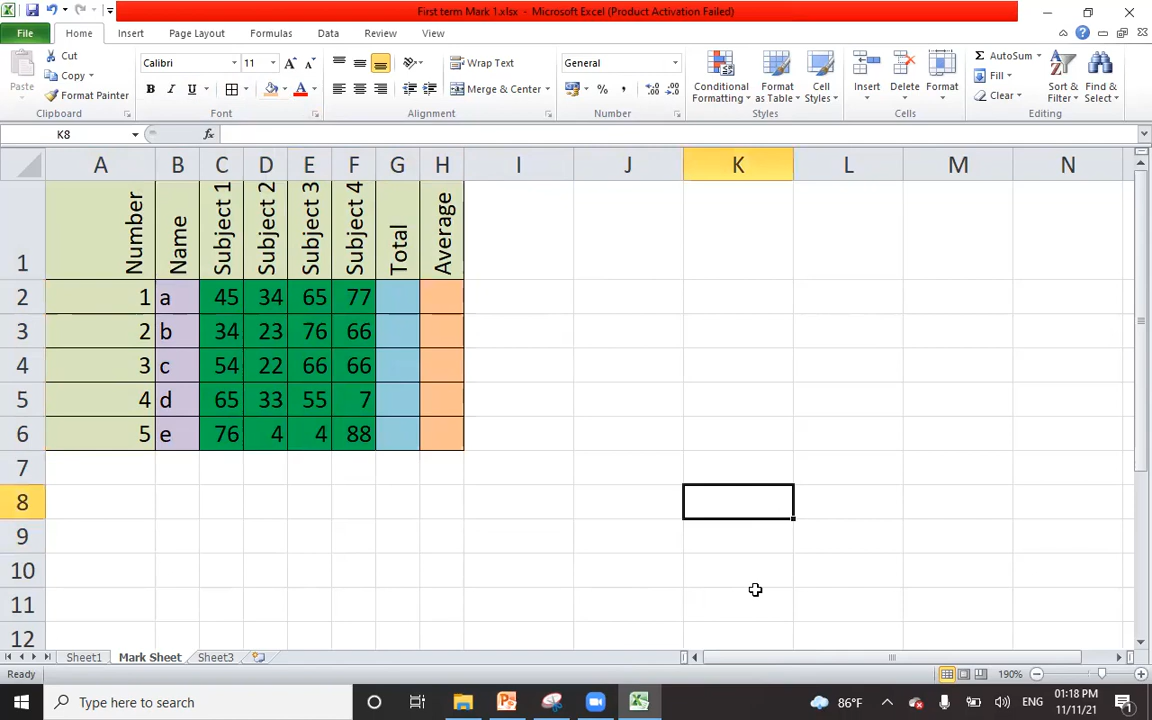 First term Mark 1.xlsx - Microsoft Excel (Product Activation Failed)
File Home Insert Page Layout Formulas Data Review View
Paste
Cut
Copy
Format Painter
Clipboard
Calibri 11
B I U
Font
Wrap Text
Merge & Center
Alignment
General
Number
Conditional Formatting
Format as Table
Cell Styles
Styles
Insert
Delete
Format
Cells
AutoSum
Fill
Clear
Sort & Filter
Find & Select
Editing
K8 fx
A B C D E F G H I J K L M N
1 Number Name Subject 1 Subject 2 Subject 3 Subject 4 Total Average
2 1 a 45 34 65 77
3 2 b 34 23 76 66
4 3 c 54 22 66 66
5 4 d 65 33 55 7
6 5 e 76 4 4 88
7
8
9
10
11
12
Sheet1 Mark Sheet Sheet3
Ready 190%
Type here to search
86°F
ENG
01:18 PM
11/11/21
1